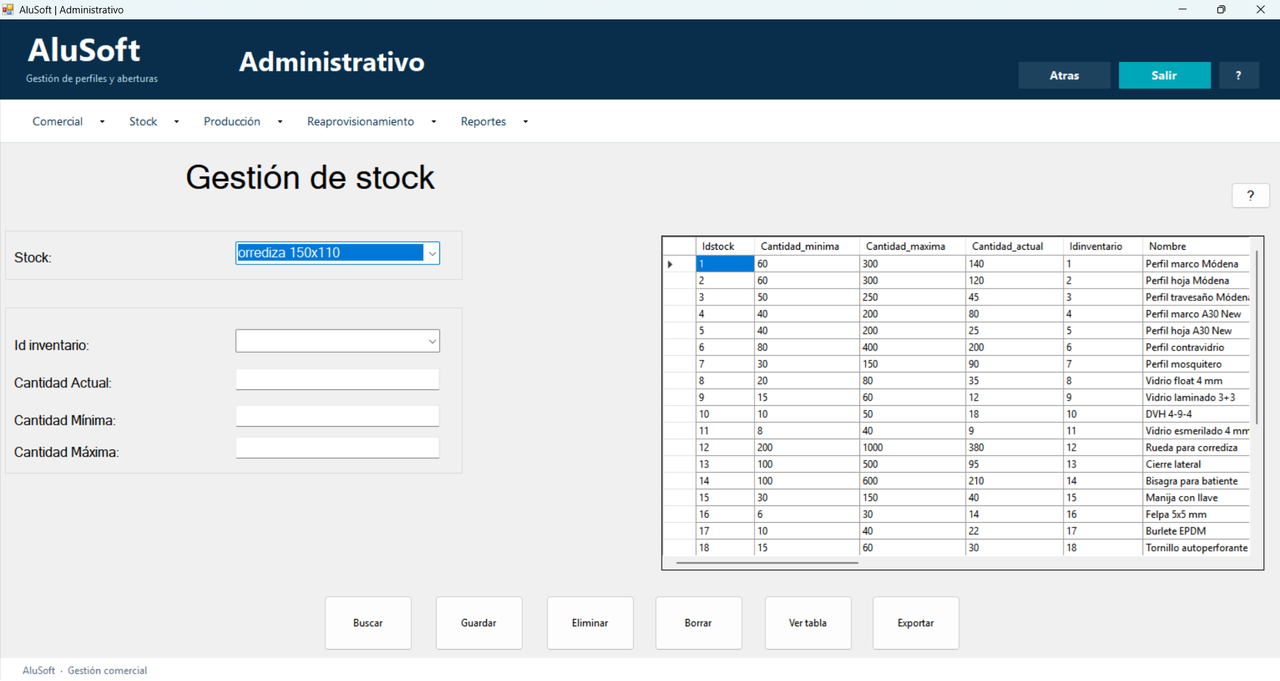 AluSoft | Administrativo
AluSoft
Gestión de perfiles y aberturas
Administrativo
Atras
Salir
?
Comercial
Stock
Producción
Reaprovisionamiento
Reportes
Gestión de stock
?
Stock:
orrediza 150x110
Id inventario:
Cantidad Actual:
Cantidad Mínima:
Cantidad Máxima:
Idstock Cantidad_minima Cantidad_maxima Cantidad_actual Idinventario Nombre
1 60 300 140 1 Perfil marco Módena
2 60 300 120 2 Perfil hoja Módena
3 50 250 45 3 Perfil travesaño Módena
4 40 200 80 4 Perfil marco A30 New
5 40 200 25 5 Perfil hoja A30 New
6 80 400 200 6 Perfil contravidrio
7 30 150 90 7 Perfil mosquitero
8 20 80 35 8 Vidrio float 4 mm
9 15 60 12 9 Vidrio laminado 3+3
10 10 50 18 10 DVH 4-9-4
11 8 40 9 11 Vidrio esmerilado 4 mm
12 200 1000 380 12 Rueda para corrediza
13 100 500 95 13 Cierre lateral
14 100 600 210 14 Bisagra para batiente
15 30 150 40 15 Manija con llave
16 6 30 14 16 Felpa 5x5 mm
17 10 40 22 17 Burlete EPDM
18 15 60 30 18 Tornillo autoperforante
Buscar
Guardar
Eliminar
Borrar
Ver tabla
Exportar
AluSoft · Gestión comercial